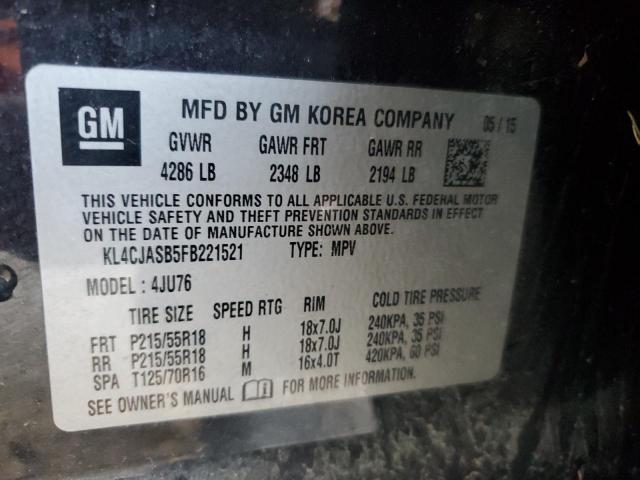 GM MFD BY GM KOREA COMPANY 05 / 15
GVWR GAWR FRT GAWR RR
4286 LB 2348 LB 2194 LB
THIS VEHICLE CONFORMS TO ALL APPLICABLE U.S. FEDERAL MOTOR
VEHICLE SAFETY AND THEFT PREVENTION STANDARDS IN EFFECT
ON THE DATE OF MANUFACTURE SHOWN ABOVE.
KL4CJASB5FB221521 TYPE: MPV
MODEL : 4JU76
TIRE SIZE SPEED RTG RIM COLD TIRE PRESSURE
FRT P215/55R18 H 18x7.0J 240KPA, 35 PSI
RR P215/55R18 H 18x7.0J 240KPA, 35 PSI
SPA T125/70R16 M 16x4.0T 420KPA, 60 PSI
SEE OWNER'S MANUAL FOR MORE INFORMATION.